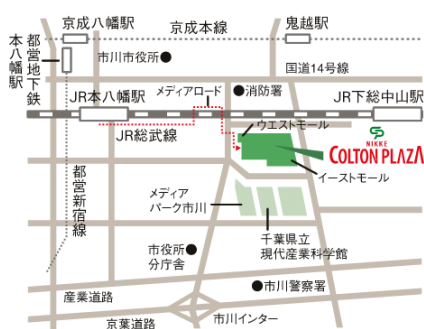 京成八幡駅
京成本線
鬼越駅
都営地下鉄
本八幡駅
市川市役所
国道14号線
メディアロード
消防署
JR本八幡駅
JR下総中山駅
JR総武線
ウエストモール
NIKKE
COLTON PLAZA
イーストモール
都営新宿線
メディア
パーク市川
千葉県立
現代産業科学館
市役所
分庁舎
市川警察署
産業道路
京葉道路
市川インター